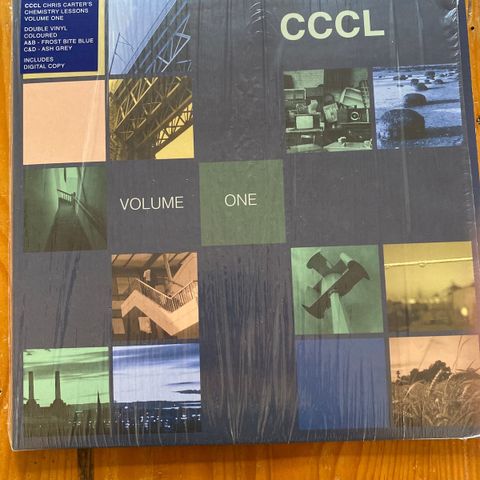 CCCL CHRIS CARTER'S
CHEMISTRY LESSONS
VOLUME ONE
DOUBLE VINYL
COLOURED
A&B - FROST BITE BLUE
C&D - ASH GREY
INCLUDES
DIGITAL COPY
CCCL
VOLUME ONE